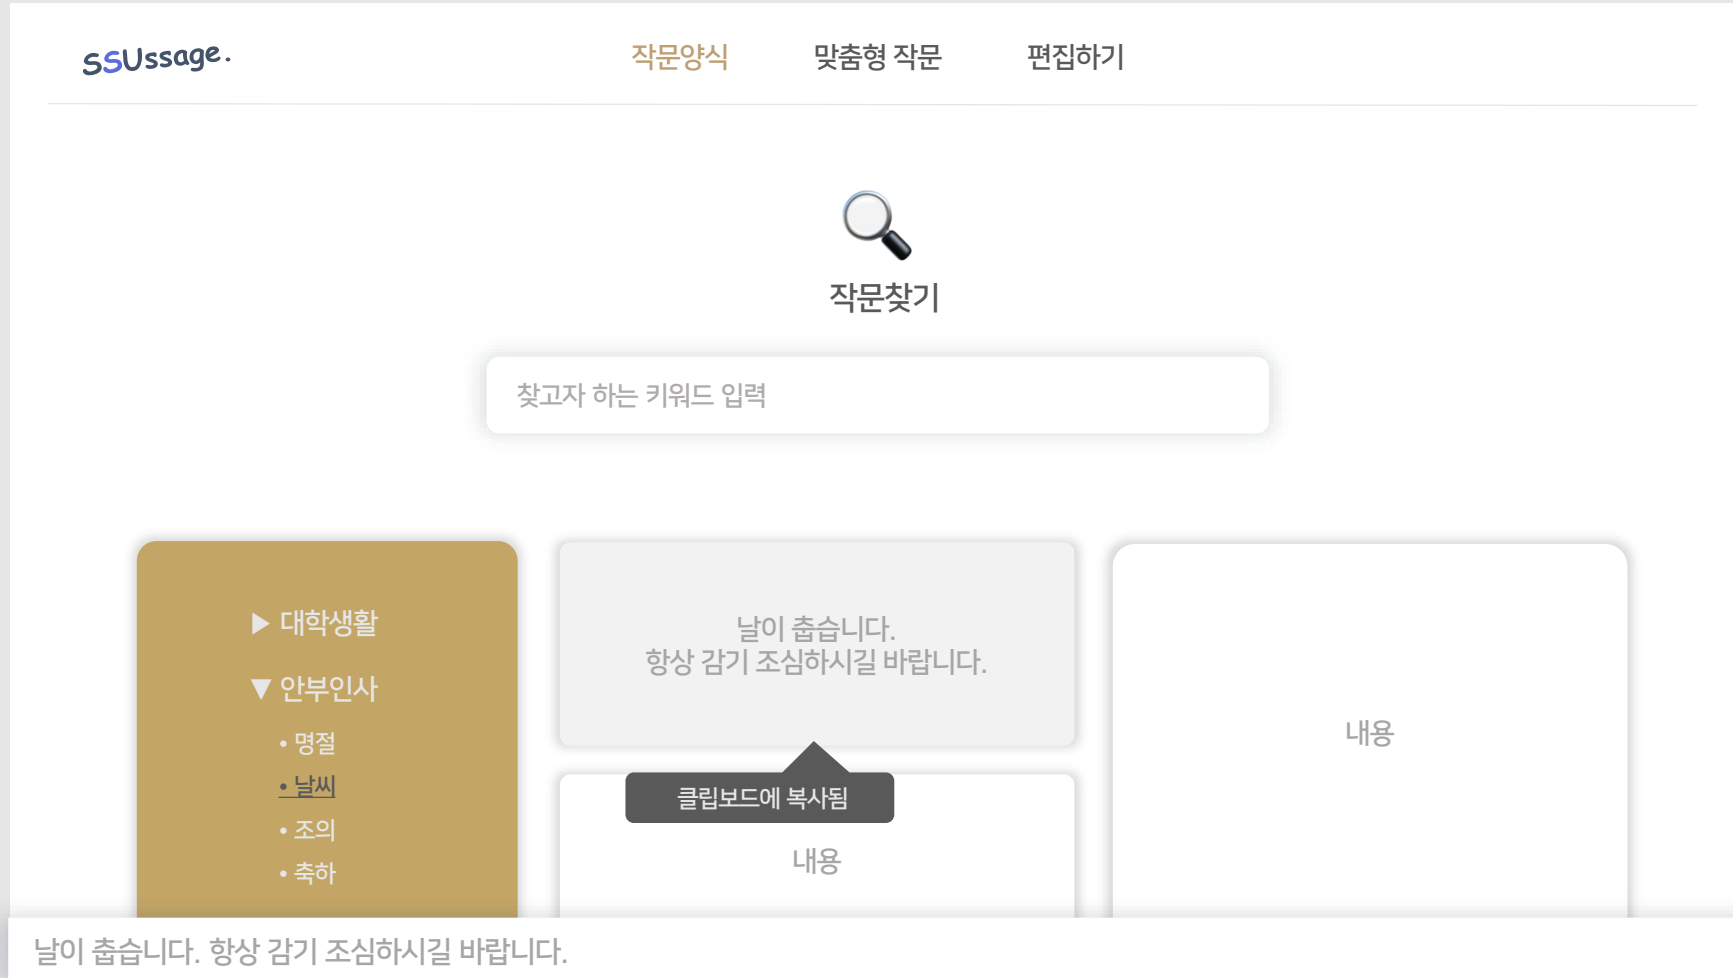 SSUssage.
작문양식
맞춤형 작문
편집하기
작문찾기
찾고자 하는 키워드 입력
▶ 대학생활
▼ 안부인사
• 명절
• 날씨
• 조의
• 축하
날이 춥습니다.
항상 감기 조심하시길 바랍니다.
클립보드에 복사됨
내용
내용
날이 춥습니다. 항상 감기 조심하시길 바랍니다.